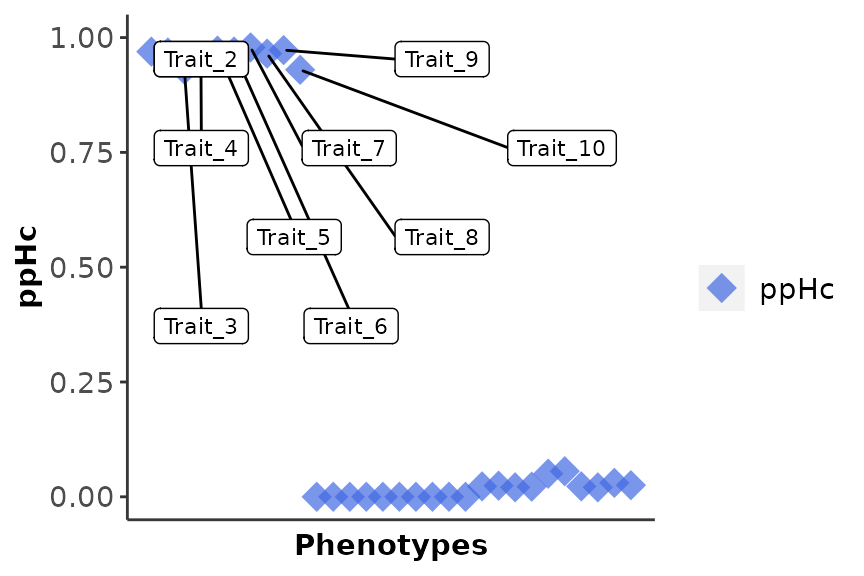 1.00
0.75
0.50
0.25
0.00
ppHc
Phenotypes
Trait_2
Trait_9
Trait_4
Trait_7
Trait_10
Trait_5
Trait_8
Trait_3
Trait_6
ppHc